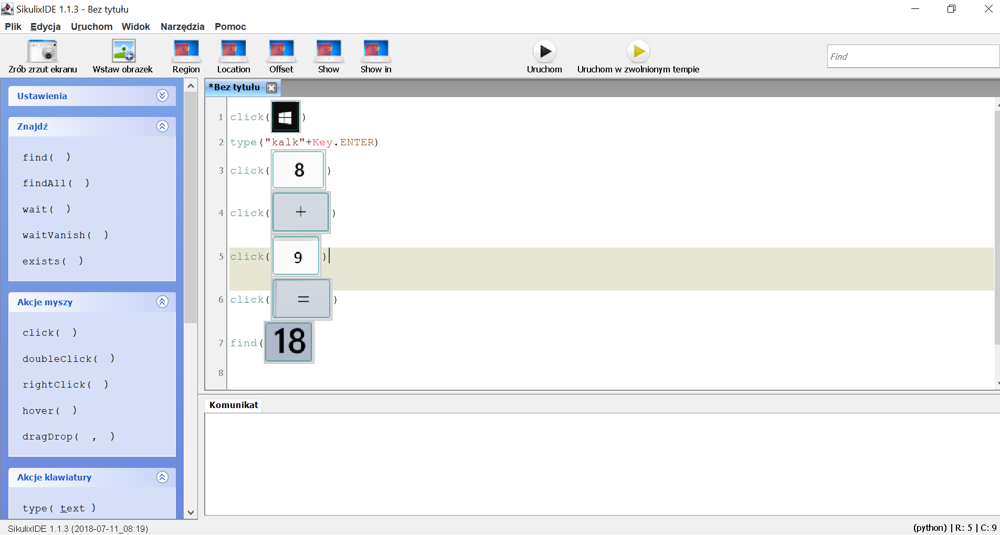 SikulixIDE 1.1.3 - Bez tytułu
Plik Edycja Uruchom Widok Narzędzia Pomoc
Zrób zrzut ekranu Wstaw obrazek Region Location Offset Show Show in Uruchom Uruchom w zwolnionym tempie Find
Ustawienia
Znajdź
find( )
findAll( )
wait( )
waitVanish( )
exists( )
Akcje myszy
click( )
doubleClick( )
rightClick( )
hover( )
dragDrop( , )
Akcje klawiatury
type( text )
*Bez tytułu
1 click( )
2 type("kalk"+Key.ENTER)
3 click( 8 )
4 click( + )
5 click( 9 )
6 click( = )
7 find( 18
8
Komunikat
SikulixIDE 1.1.3 (2018-07-11_08:19)
(python) | R: 5 | C: 9